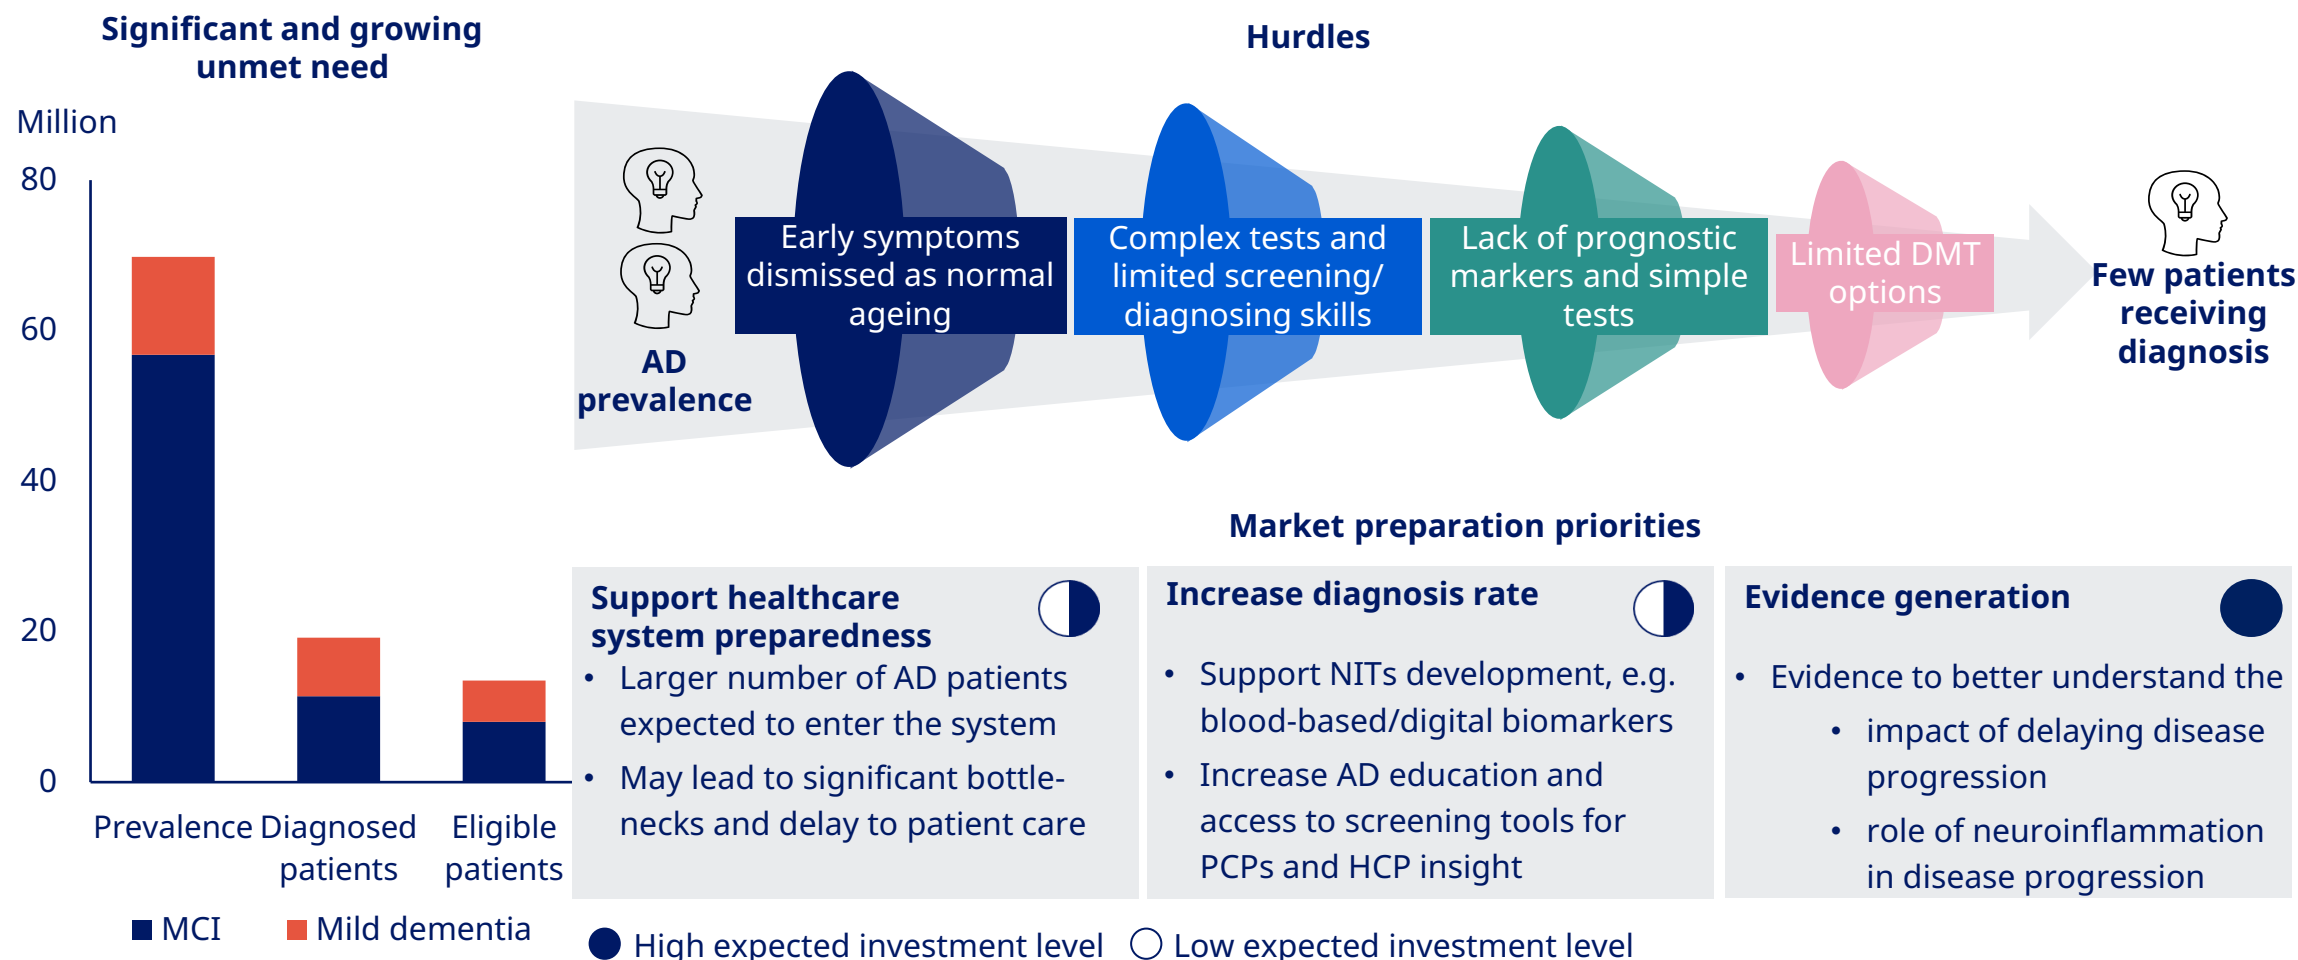 Significant and growing
unmet need
Million
80
60
40
20
0
Prevalence
Diagnosed
patients
Eligible
patients
MCI
Mild dementia
Hurdles
AD
prevalence
Early symptoms
dismissed as normal
ageing
Complex tests and
limited screening/
diagnosing skills
Lack of prognostic
markers and simple
tests
Limited DMT
options
Few patients
receiving
diagnosis
Market preparation priorities
Support healthcare
system preparedness
• Larger number of AD patients
expected to enter the system
• May lead to significant bottle-
necks and delay to patient care
Increase diagnosis rate
• Support NITs development, e.g.
blood-based/digital biomarkers
• Increase AD education and
access to screening tools for
PCPs and HCP insight
Evidence generation
• Evidence to better understand the
• impact of delaying disease
progression
• role of neuroinflammation
in disease progression
High expected investment level
Low expected investment level